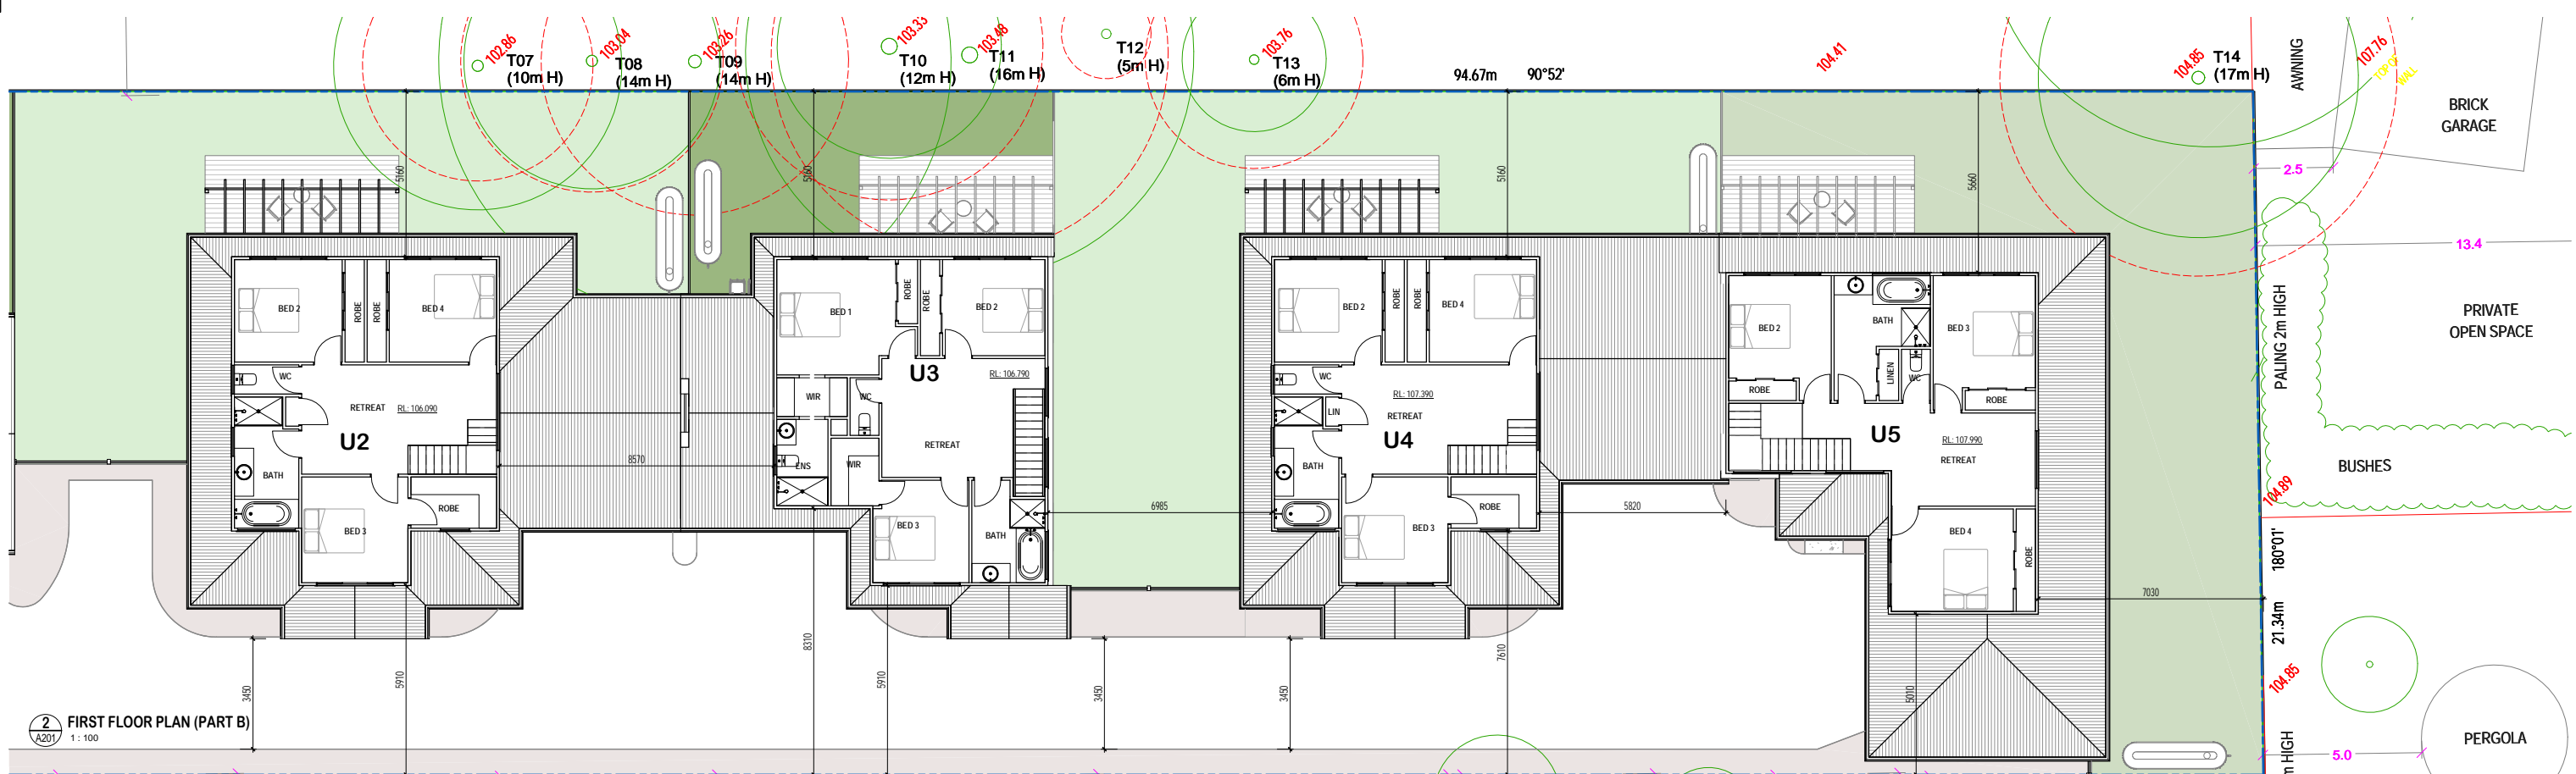 102.86
T07
(10m H)
103.04
T08
(14m H)
103.26
T09
(14m H)
103.33
T10
(12m H)
103.48
T11
(16m H)
T12
(5m H)
103.76
T13
(6m H)
94.67m 90°52'
104.41
104.85
T14
(17m H)
AWNING
107.76
TOP OF
WALL
BRICK
GARAGE
2.5
13.4
5160
5160
5160
5660
PALING 2m HIGH
PRIVATE
OPEN SPACE
BED 2
ROBE
ROBE
BED 4
WC
RETREAT
RL: 106.090
U2
BATH
BED 3
ROBE
8570
BED 1
ROBE
ROBE
BED 2
U3
RL: 106.790
WIR
WC
RETREAT
ENS
WIR
BED 3
BATH
6985
BED 2
ROBE
ROBE
BED 4
WC
RL: 107.390
LIN
RETREAT
U4
BATH
BED 3
ROBE
5820
BED 2
BATH
BED 3
LINEN
WC
ROBE
ROBE
U5
RL: 107.990
RETREAT
BED 4
ROBE
7030
BUSHES
104.89
180°01'
21.34m
104.85
3450
5910
8310
5910
3450
3450
7610
5010
2
A201
FIRST FLOOR PLAN (PART B)
1 : 100
m HIGH
5.0
PERGOLA